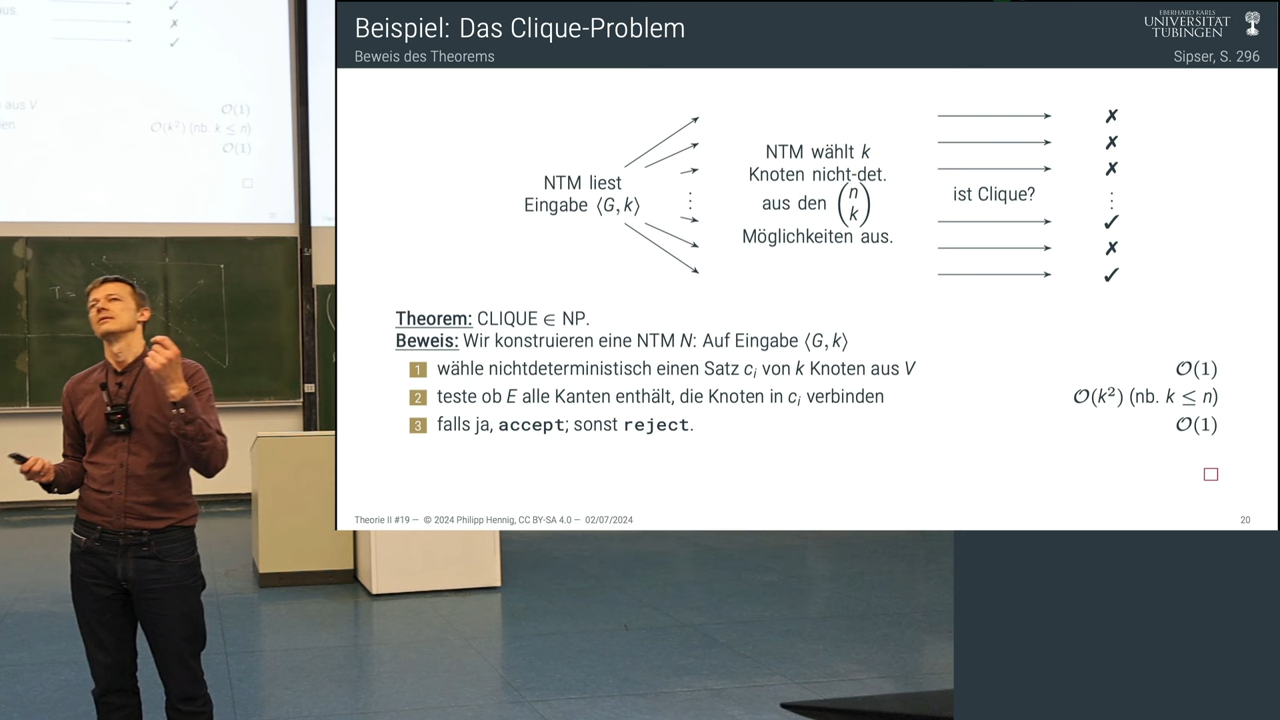 Beispiel: Das Clique-Problem
Beweis des Theorems
EBERHARD KARLS
UNIVERSITÄT
TÜBINGEN
Sipser, S. 296
NTM liest
Eingabe ⟨G, k⟩
⋮
NTM wählt k
Knoten nicht-det.
aus den (n k)
Möglichkeiten aus.
ist Clique?
✗
✗
✗
⋮
✓
✗
✓
Theorem: CLIQUE ∈ NP.
Beweis: Wir konstruieren eine NTM N: Auf Eingabe ⟨G, k⟩
1 wähle nichtdeterministisch einen Satz cᵢ von k Knoten aus V O(1)
2 teste ob E alle Kanten enthält, die Knoten in cᵢ verbinden O(k²) (nb. k ≤ n)
3 falls ja, accept; sonst reject. O(1)
□
Theorie II #19 — © 2024 Philipp Hennig, CC BY-SA 4.0 — 02/07/2024
20
aus.
✓
✗
✓
aus V O(1)
O(k²) (nb. k ≤ n)
O(1)
□
T =